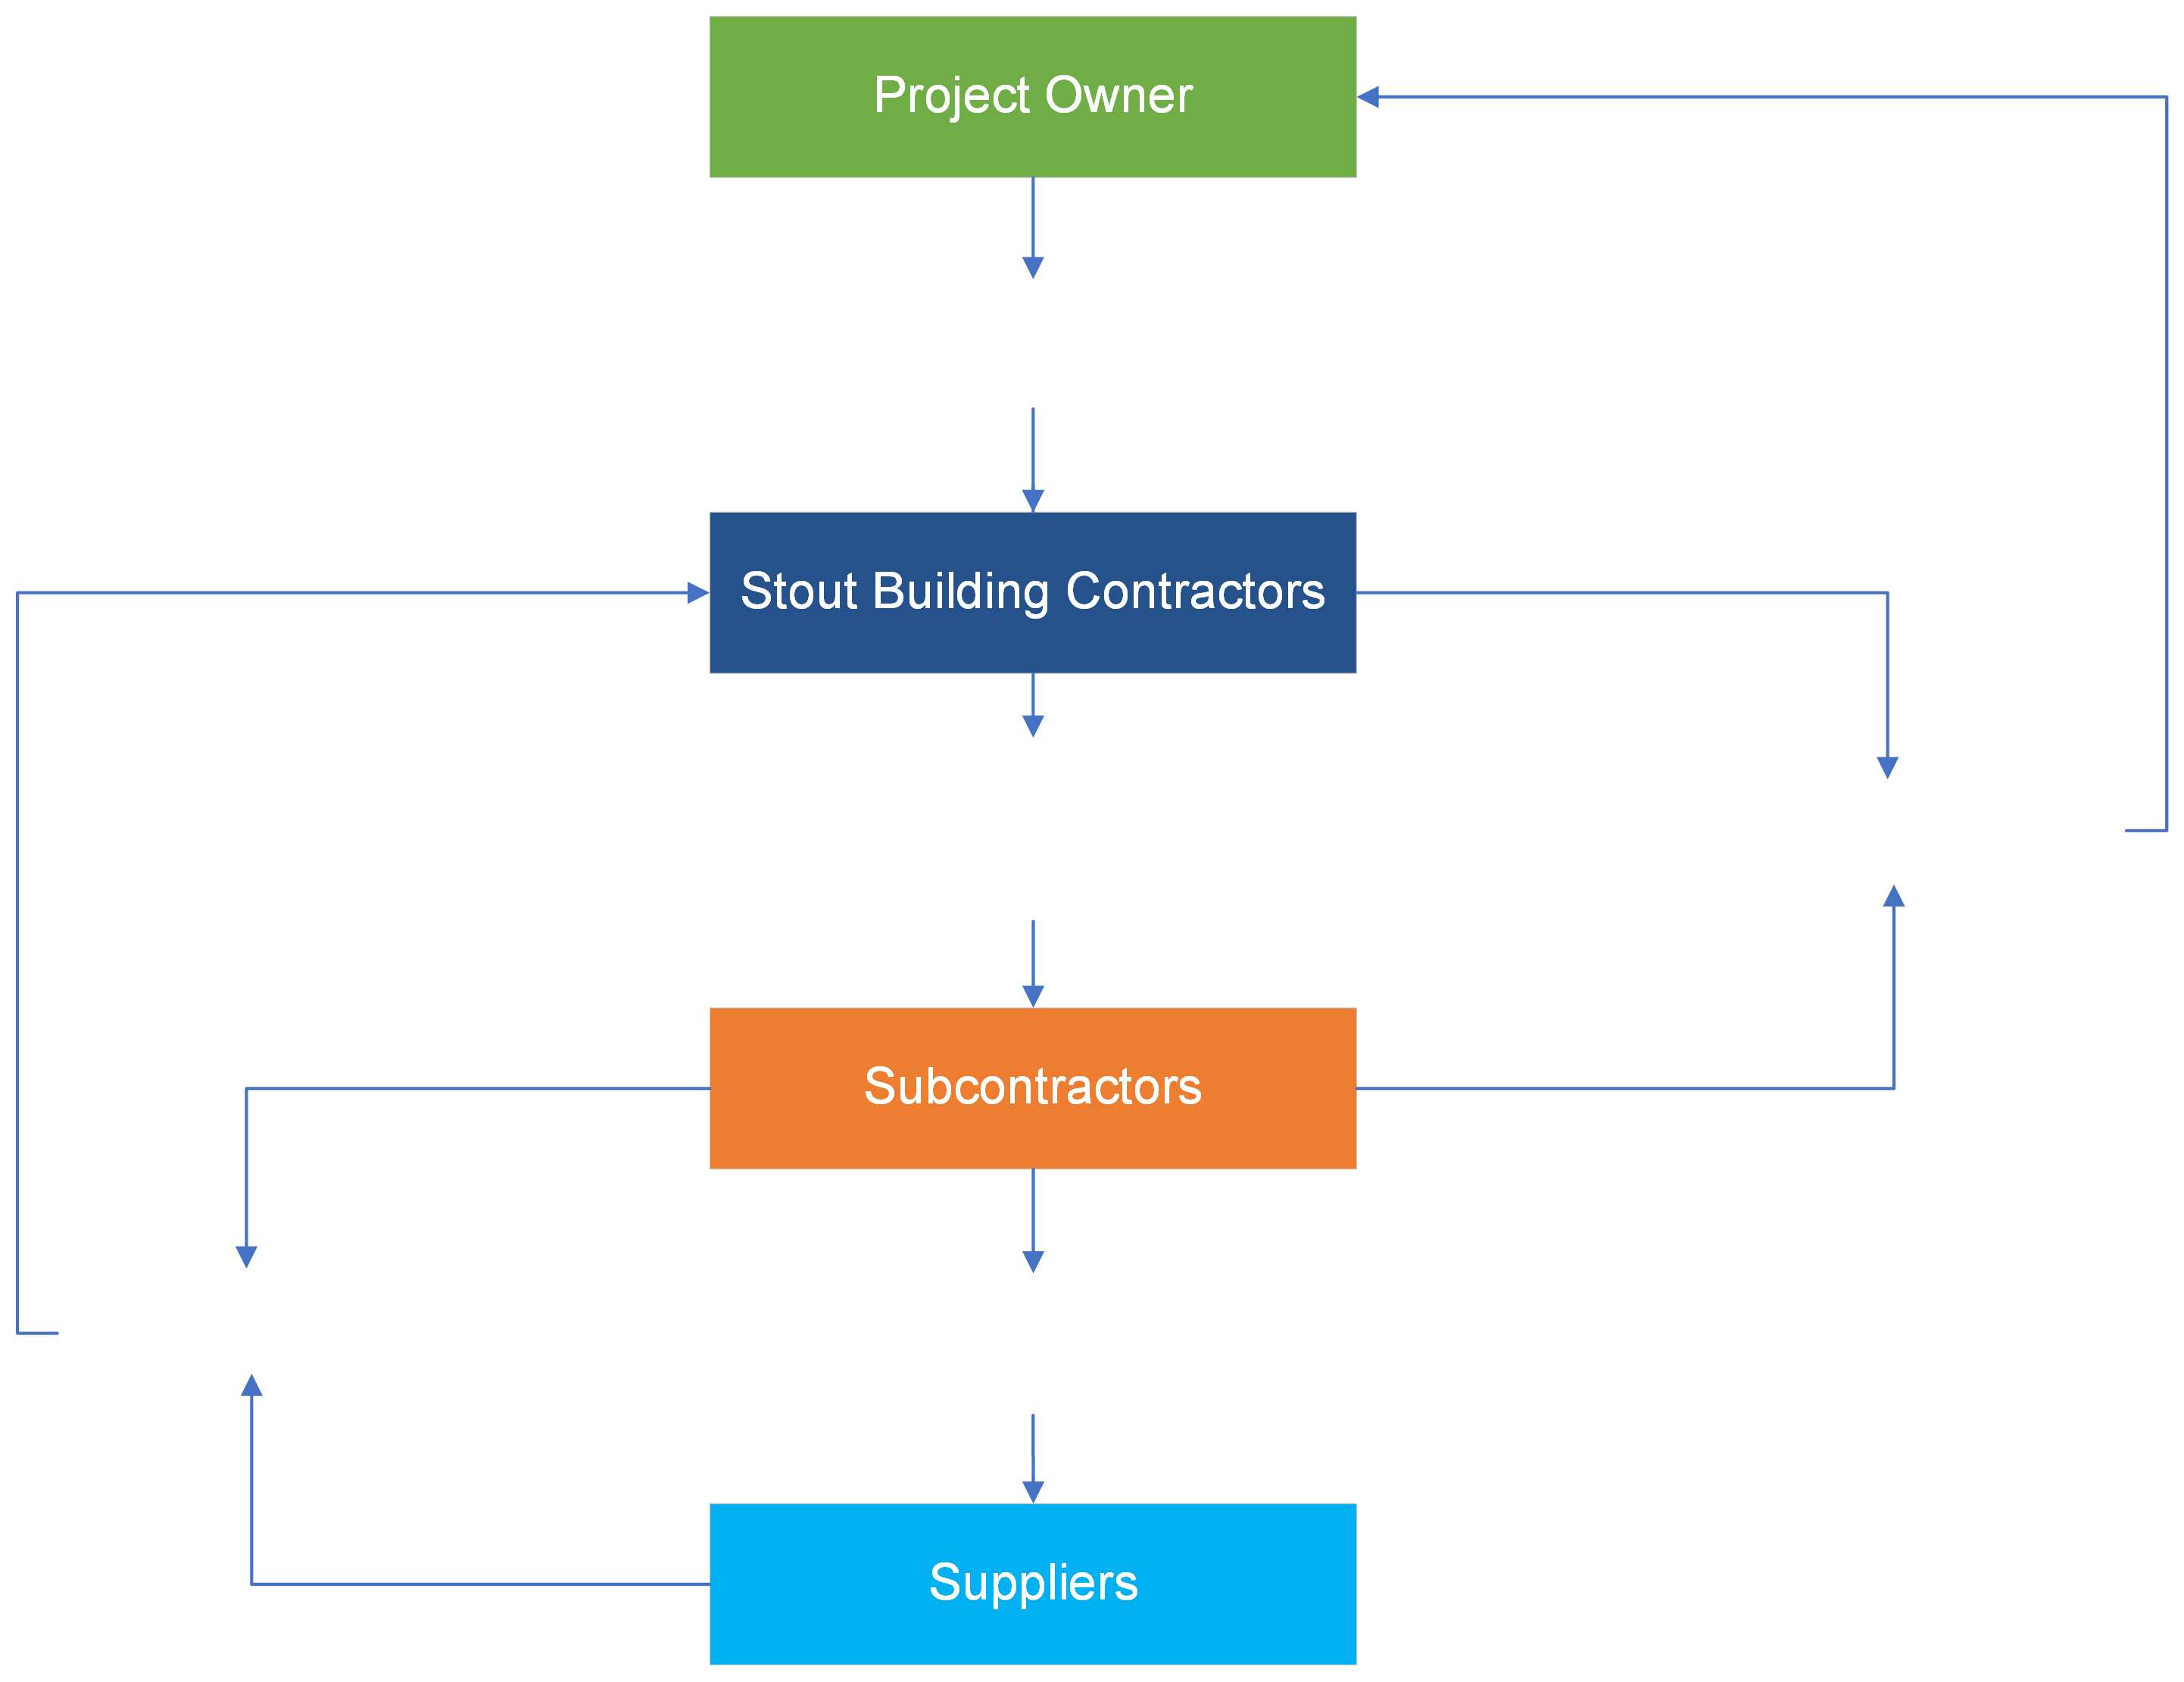 Project Owner
Stout Building Contractors
Subcontractors
Suppliers